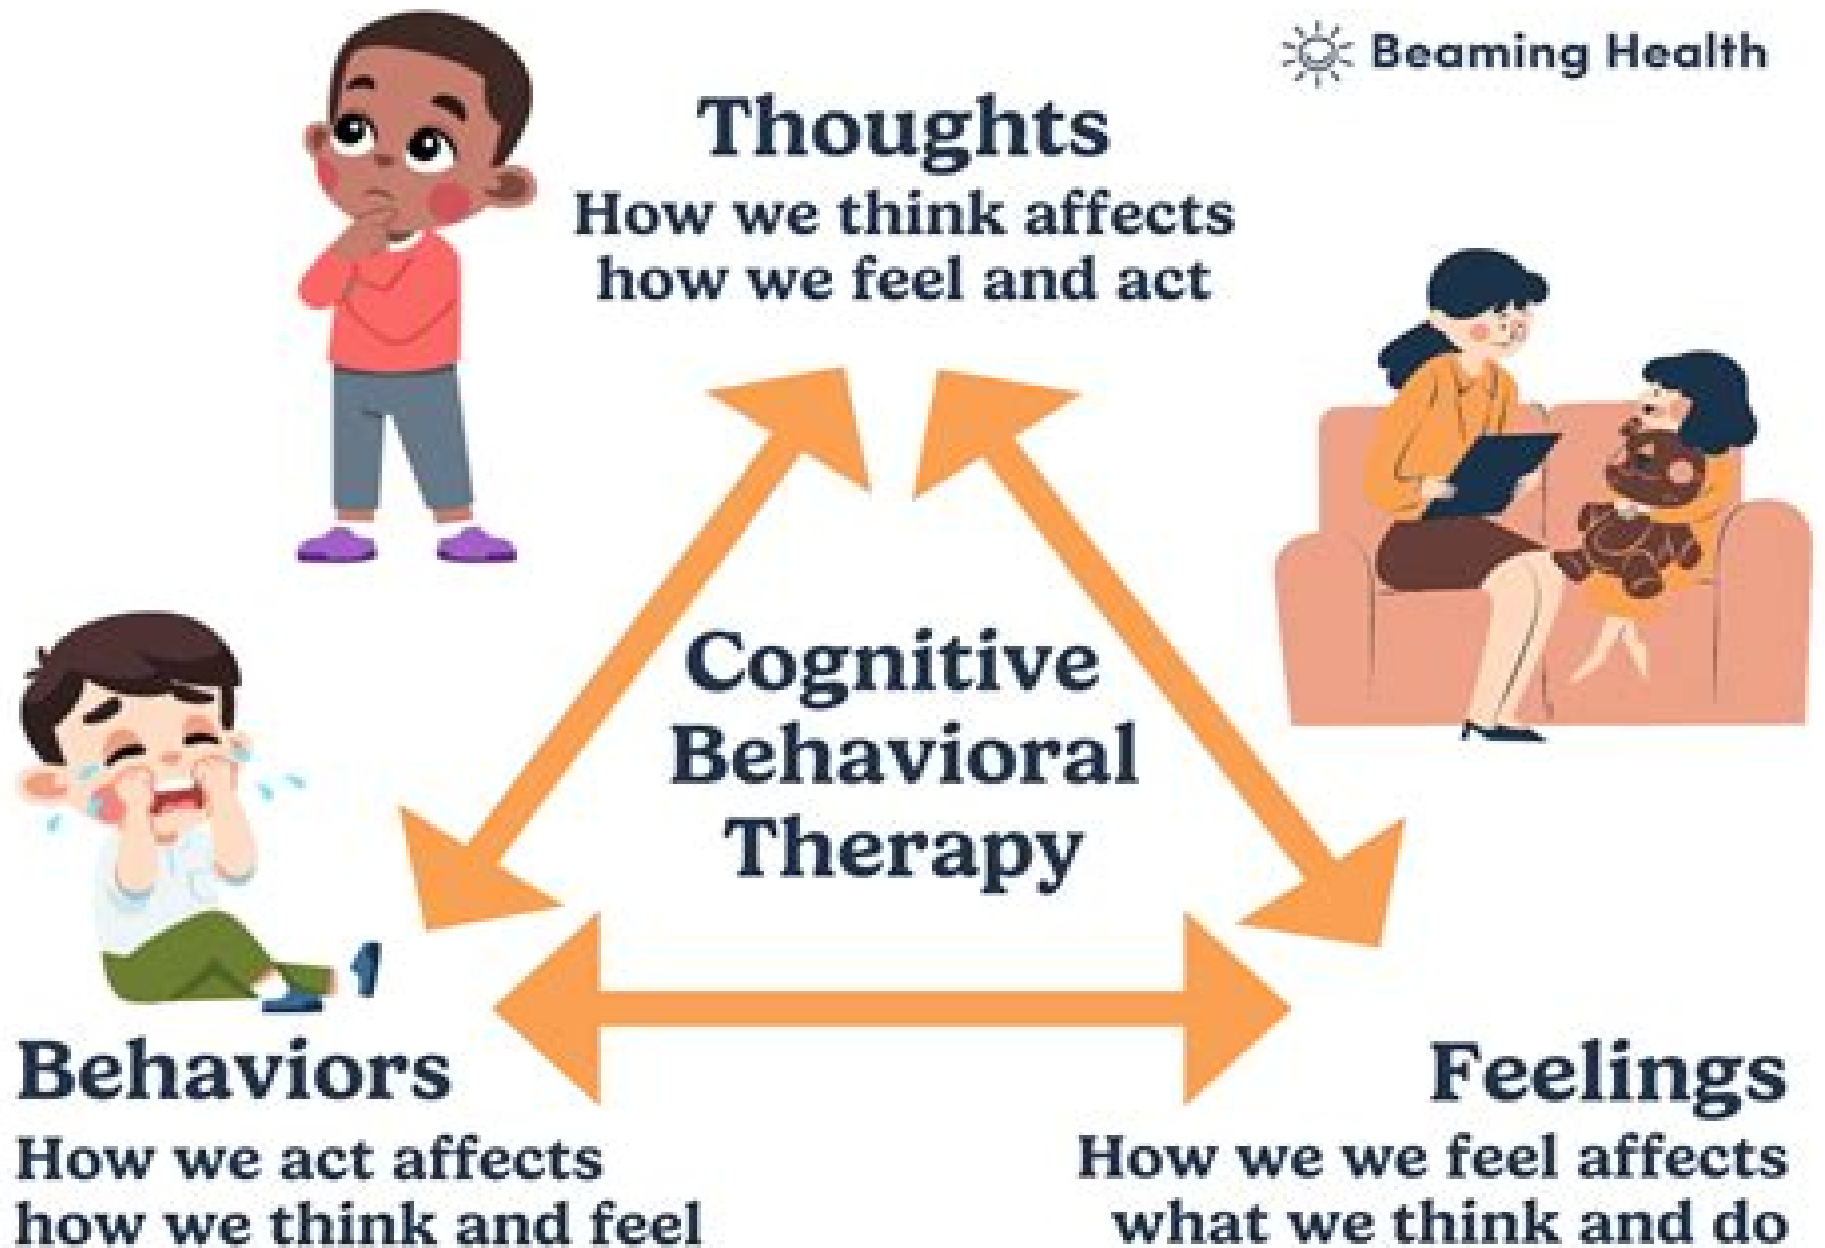 Beaming Health
Thoughts
How we think affects
how we feel and act
Cognitive
Behavioral
Therapy
Behaviors
How we act affects
how we think and feel
Feelings
How we we feel affects
what we think and do